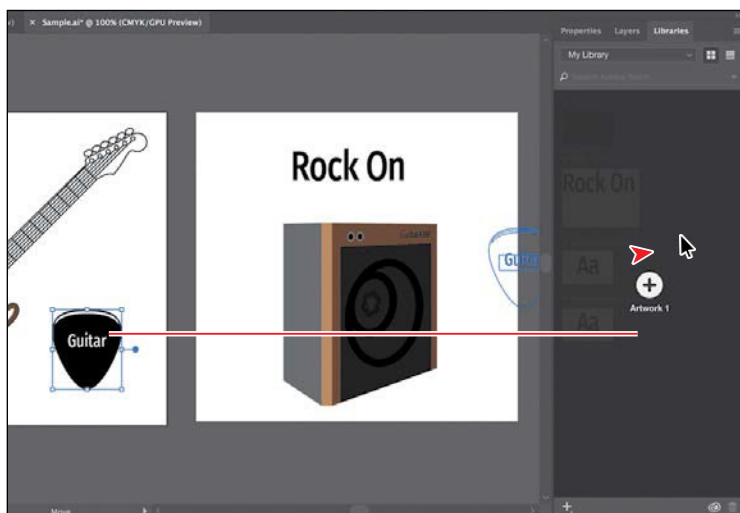 × Sample.ai* @ 100% (CMYK/GPU Preview)
Properties Layers Libraries
My Library
Rock On
Rock On
Guitar
Aa
Artwork 1
Aa
Guitar
Move